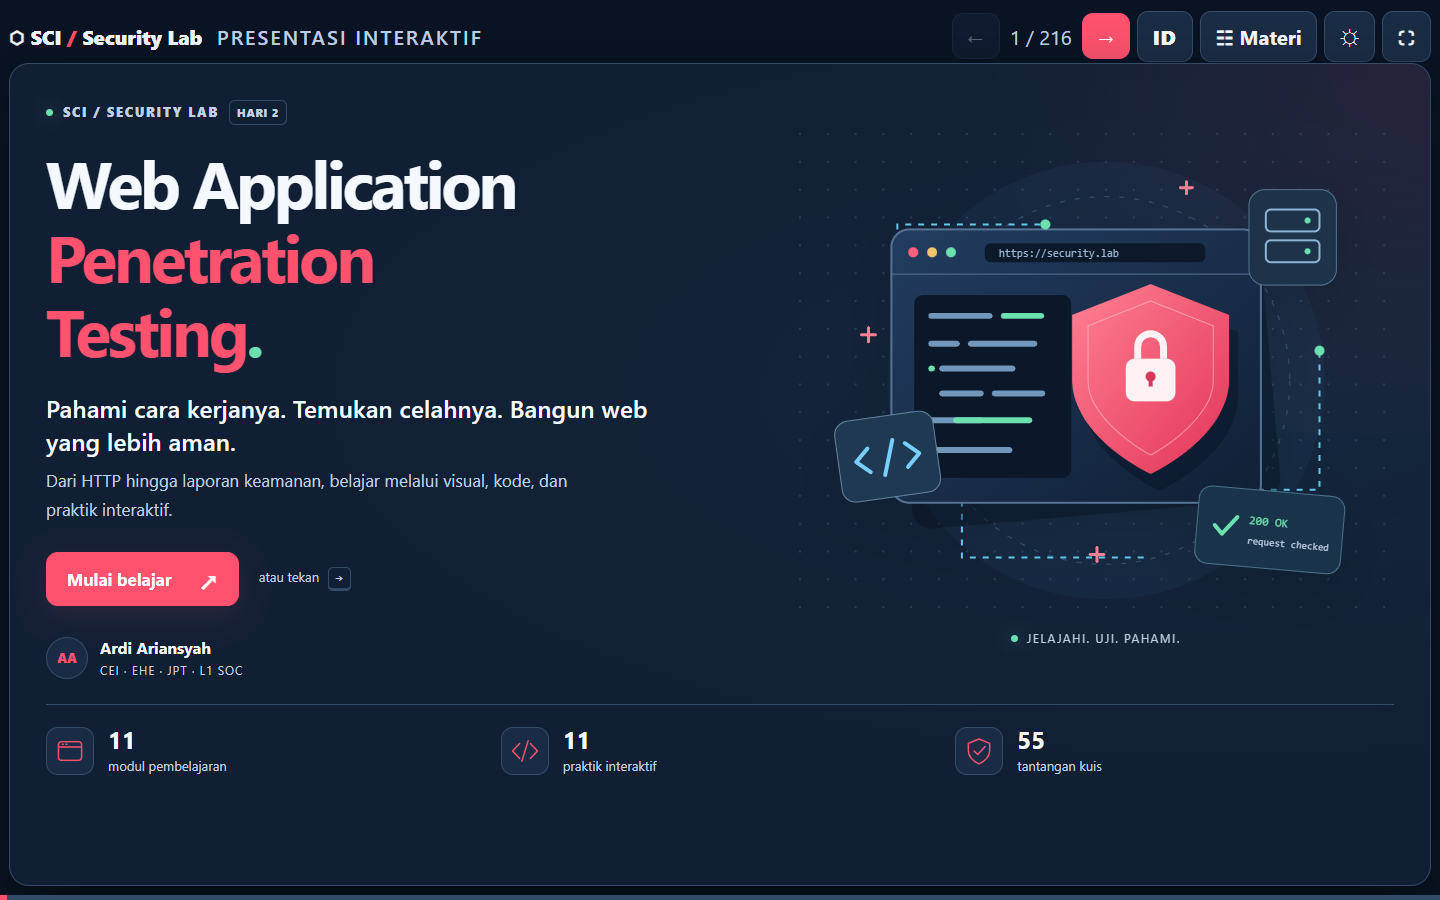 SCI / Security Lab PRESENTASI INTERAKTIF
← 1 / 216 → ID Materi
SCI / SECURITY LAB HARI 2
Web Application
Penetration
Testing.
Pahami cara kerjanya. Temukan celahnya. Bangun web
yang lebih aman.
Dari HTTP hingga laporan keamanan, belajar melalui visual, kode, dan
praktik interaktif.
Mulai belajar ↗ atau tekan →
AA Ardi Ariansyah
CEI · EHE · JPT · L1 SOC
https://security.lab
</>
200 OK
request checked
JELAJAHI. UJI. PAHAMI.
11
modul pembelajaran
11
praktik interaktif
55
tantangan kuis